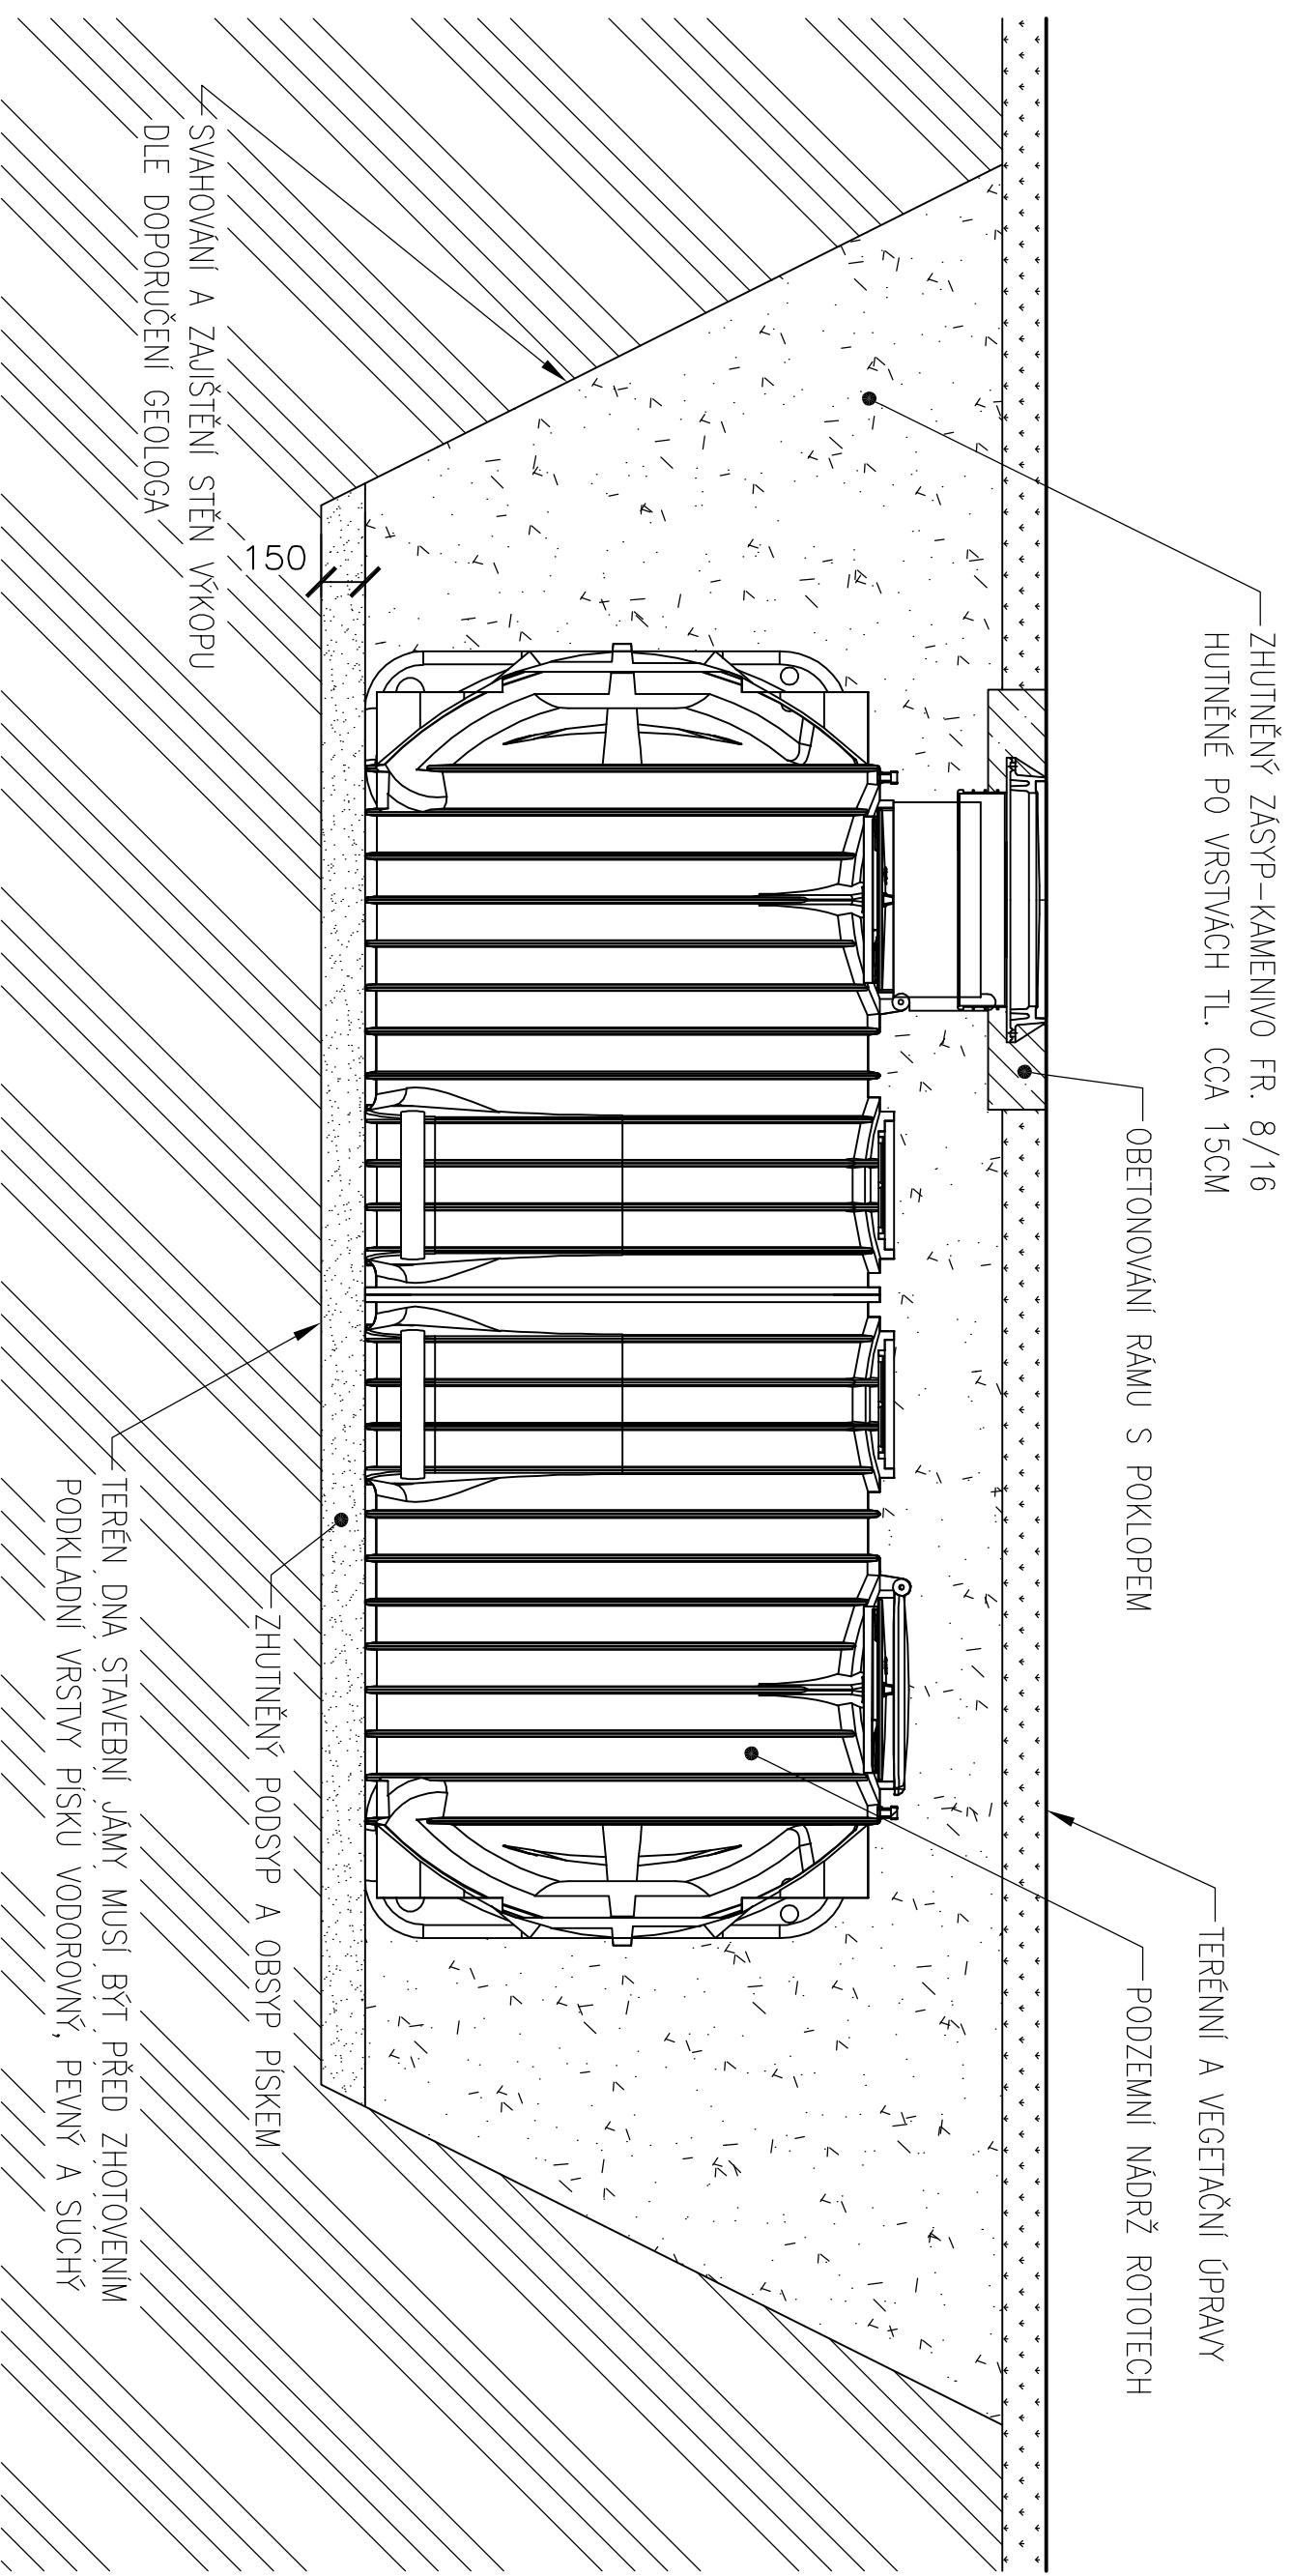 ZHUTNĚNÝ ZÁSYP-KAMENIVO FR. 8/16
HUTNĚNÉ PO VRSTVÁCH TL. CCA 15CM
OBETONOVÁNÍ RÁMU S POKLOPEM
TERÉNNÍ A VEGETAČNÍ ÚPRAVY
PODZEMNÍ NÁDRŽ ROTOTECH
150
SVAHOVÁNÍ A ZAJIŠTĚNÍ STĚN VÝKOPU
DLE DOPORUČENÍ GEOLOGA
ZHUTNĚNÝ PODSYP A OBSYP PÍSKEM
TERÉN DNA STAVEBNÍ JÁMY MUSÍ BÝT PŘED ZHOTOVENÍM
PODKLADNÍ VRSTVY PÍSKU VODOROVNÝ, PEVNÝ A SUCHÝ